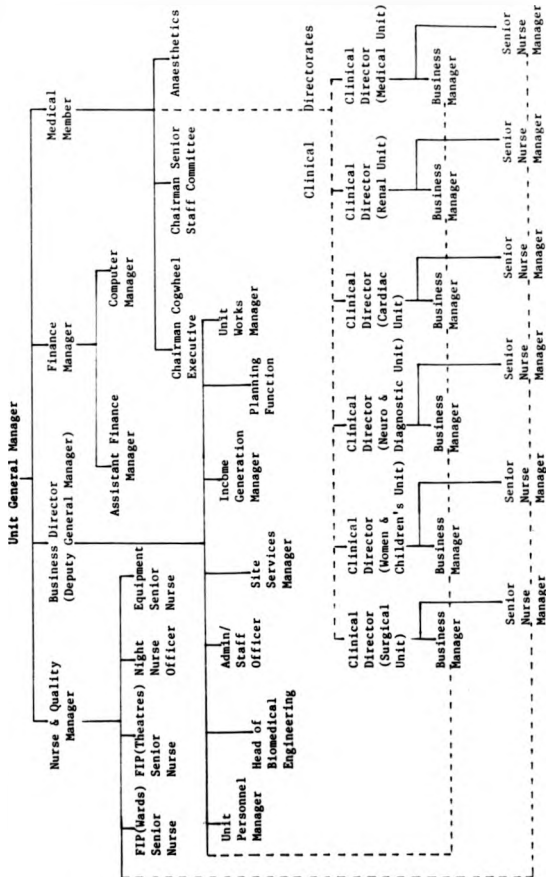 Unit General Manager
Nurse & Quality
Manager
Business Director
(Deputy General Manager)
Finance
Manager
Medical
Member
FIP(Wards)
Senior
Nurse
FIP(Theatres)
Senior
Nurse
Night
Nurse
Officer
Equipment
Senior
Nurse
Assistant Finance
Manager
Computer
Manager
Chairman Cogwheel
Executive
Chairman Senior
Staff Committee
Anaesthetics
Unit
Personnel
Manager
Head of
Biomedical
Engineering
Admin/
Staff
Officer
Site
Services
Manager
Income
Generation
Manager
Planning
Function
Unit
Works
Manager
Clinical Directorates
Clinical
Director
(Surgical
Unit)
Clinical
Director
(Women &
Children's Unit)
Clinical
Director
(Neuro &
Diagnostic Unit)
Clinical
Director
(Cardiac
Unit)
Clinical
Director
(Renal Unit)
Clinical
Director
(Medical Unit)
Business
Manager
Business
Manager
Business
Manager
Business
Manager
Business
Manager
Business
Manager
Senior
Nurse
Manager
Senior
Nurse
Manager
Senior
Nurse
Manager
Senior
Nurse
Manager
Senior
Nurse
Manager
Senior
Nurse
Manager